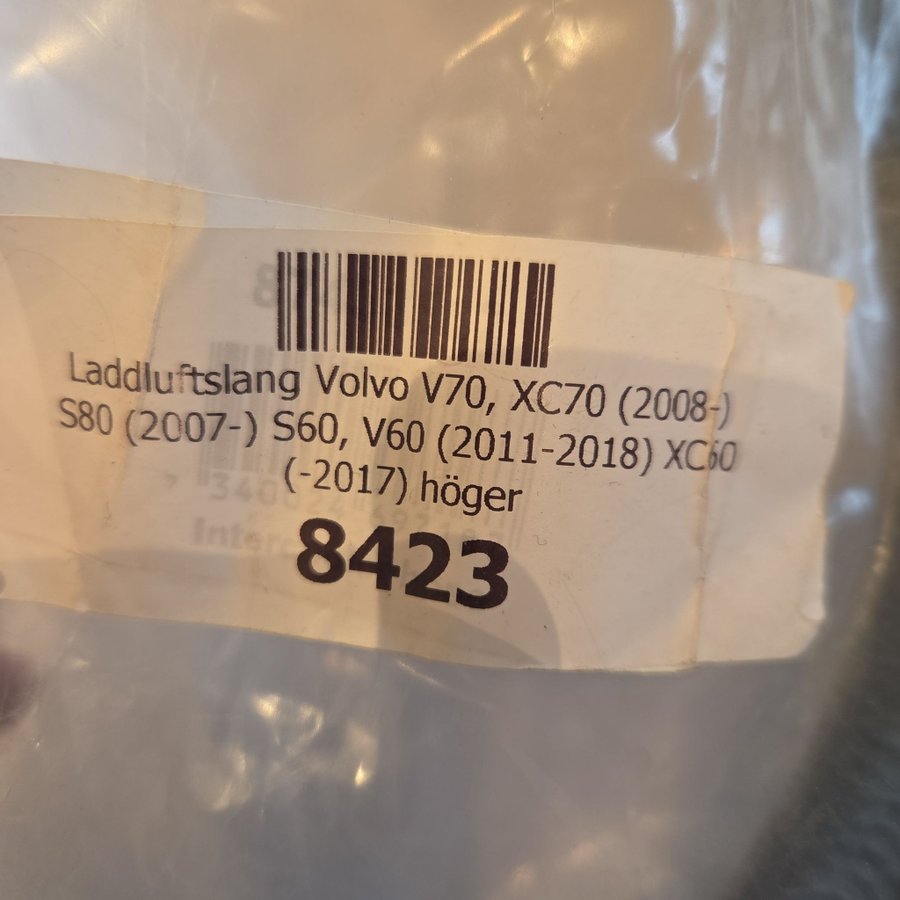 Laddluftslang Volvo V70, XC70 (2008-)
S80 (2007-) S60, V60 (2011-2018) XC60
(-2017) höger
8423